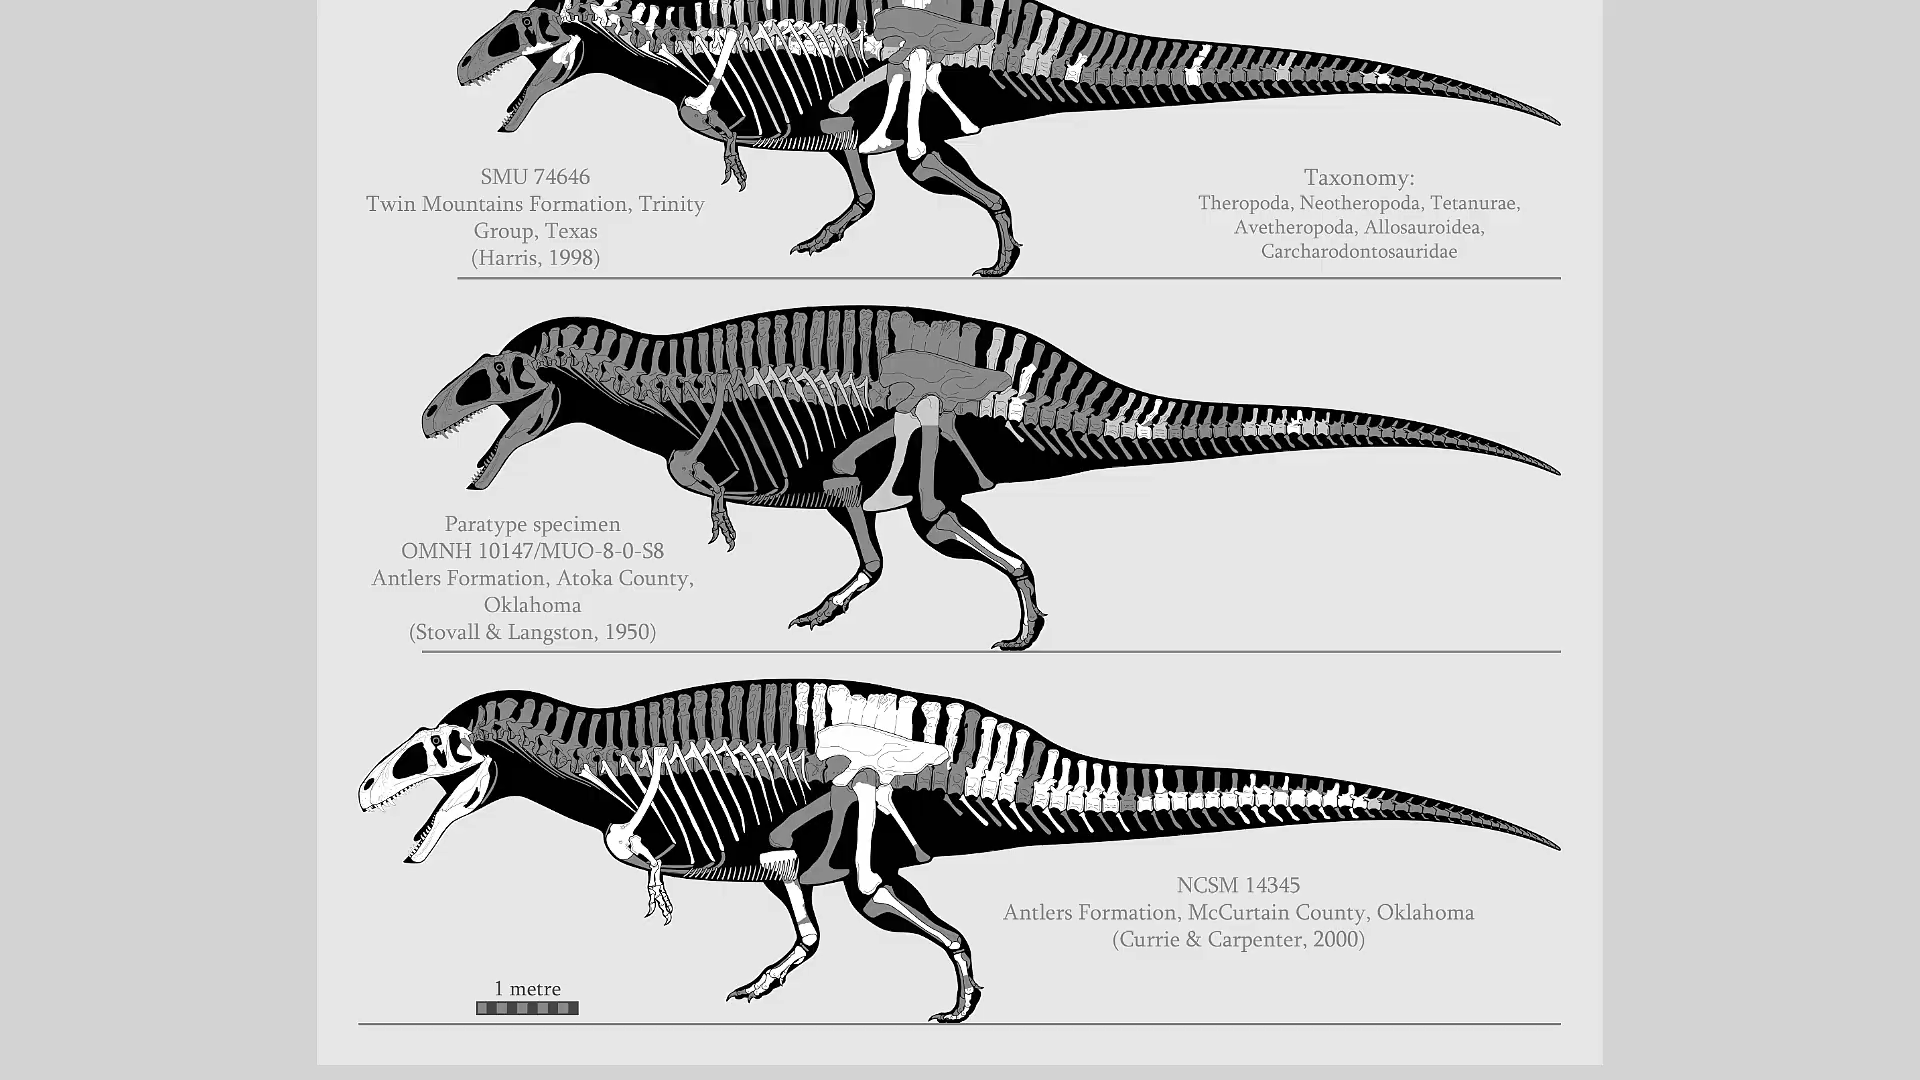 SMU 74646
Twin Mountains Formation, Trinity
Group, Texas
(Harris, 1998)
Taxonomy:
Theropoda, Neotheropoda, Tetanurae,
Avetheropoda, Allosauroidea,
Carcharodontosauridae
Paratype specimen
OMNH 10147/MUO-8-0-S8
Antlers Formation, Atoka County,
Oklahoma
(Stovall & Langston, 1950)
NCSM 14345
Antlers Formation, McCurtain County, Oklahoma
(Currie & Carpenter, 2000)
1 metre